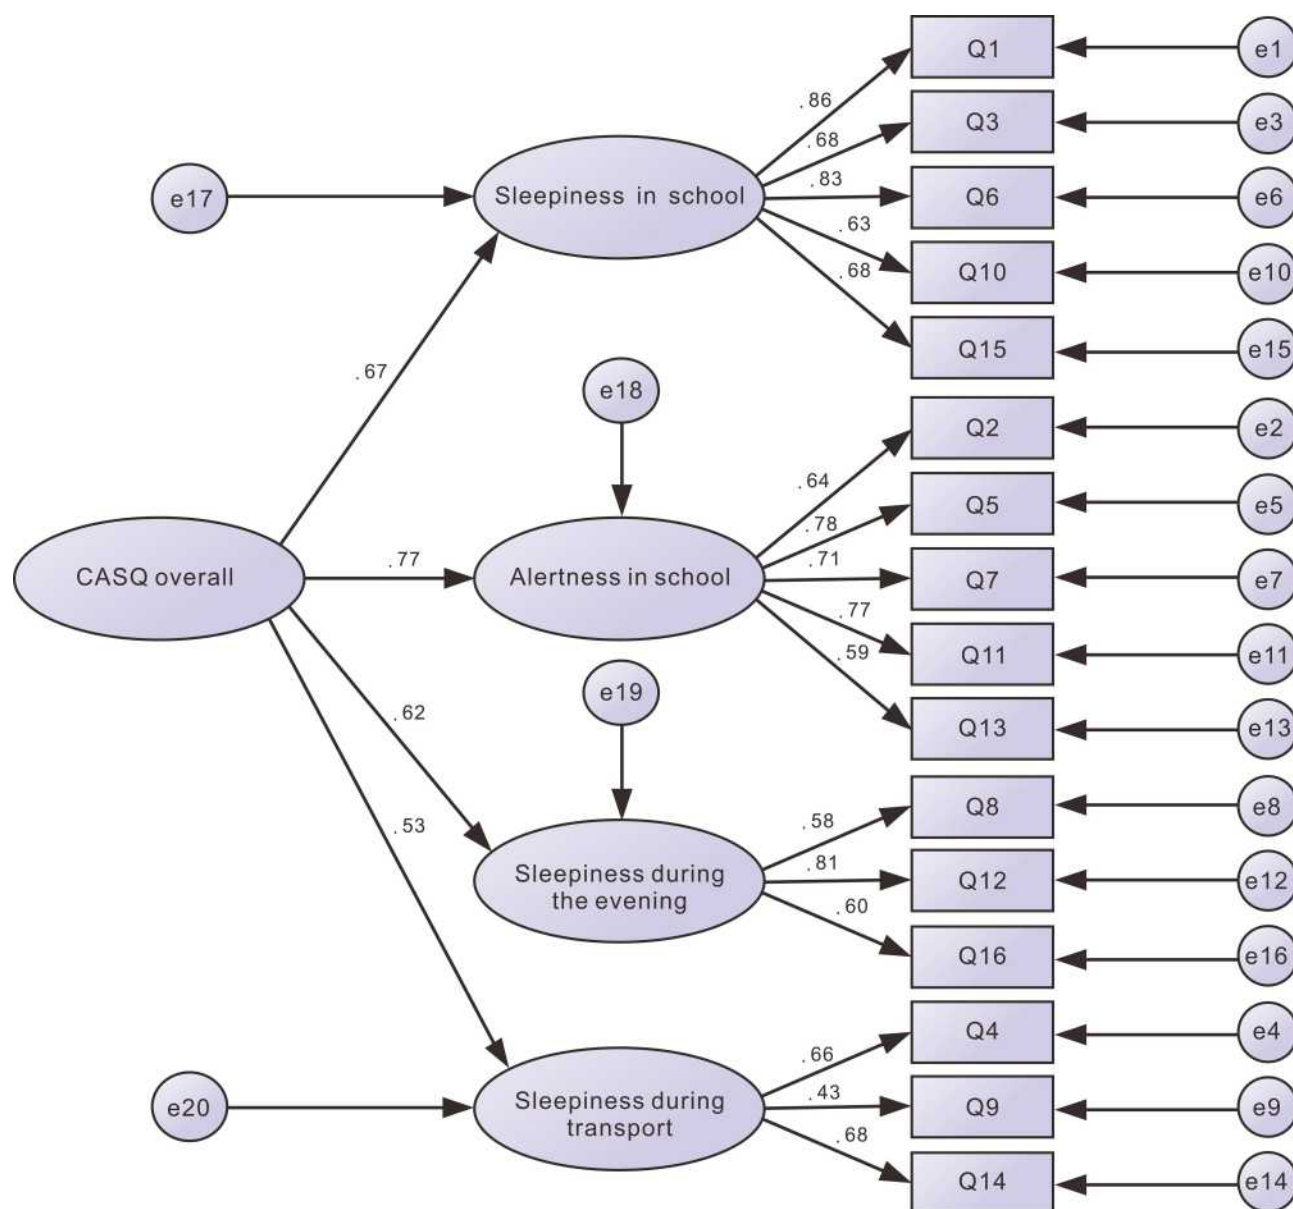 Q1
e1
.86
Q3
e3
.68
e17
Sleepiness in school
.83
Q6
e6
.63
Q10
e10
.68
Q15
e15
.67
e18
Q2
e2
.64
Q5
e5
.78
CASQ overall
.77
Alertness in school
.71
Q7
e7
.77
Q11
e11
.59
e19
Q13
e13
.62
Q8
e8
.58
.53
Sleepiness during
the evening
.81
Q12
e12
.60
Q16
e16
Q4
e4
.66
e20
Sleepiness during
transport
.43
Q9
e9
.68
Q14
e14